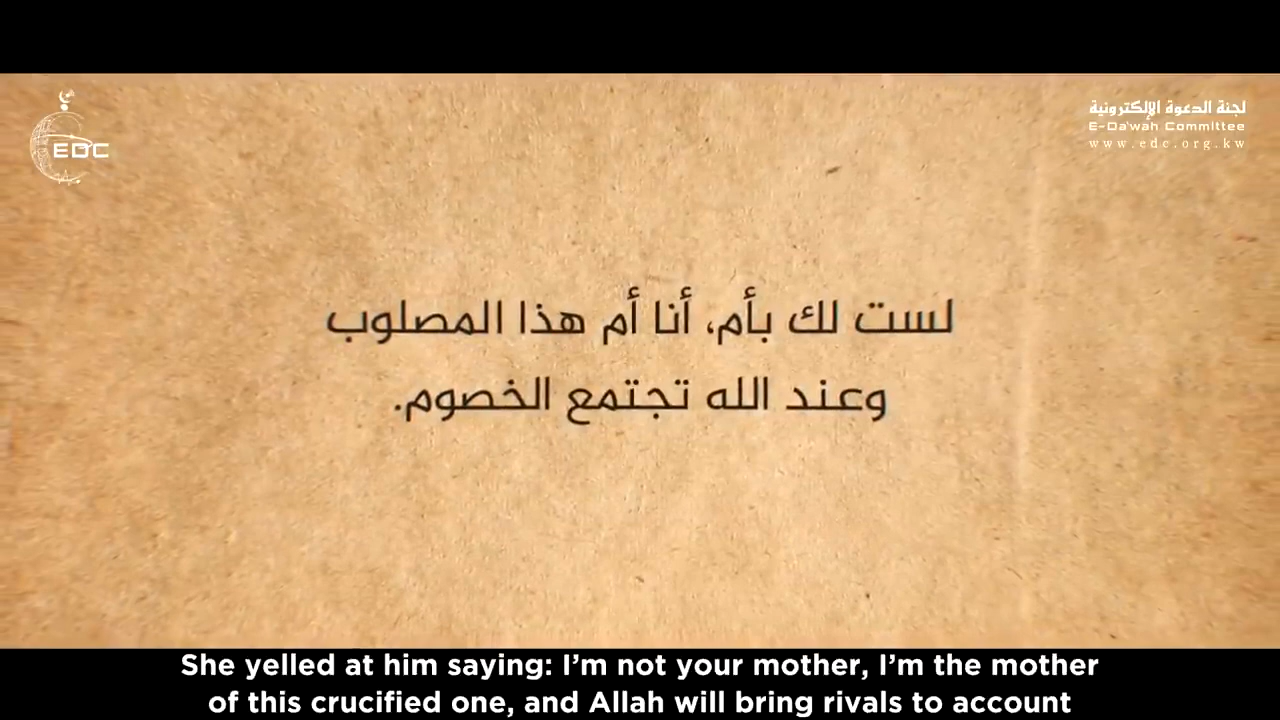 EDC
لجنة الدعوة الإلكترونية
E-Da'wah Committee
www.edc.org.kw
لست لك بأم، أنا أم هذا المصلوب
وعند الله تجتمع الخصوم.
She yelled at him saying: I'm not your mother, I'm the mother
of this crucified one, and Allah will bring rivals to account